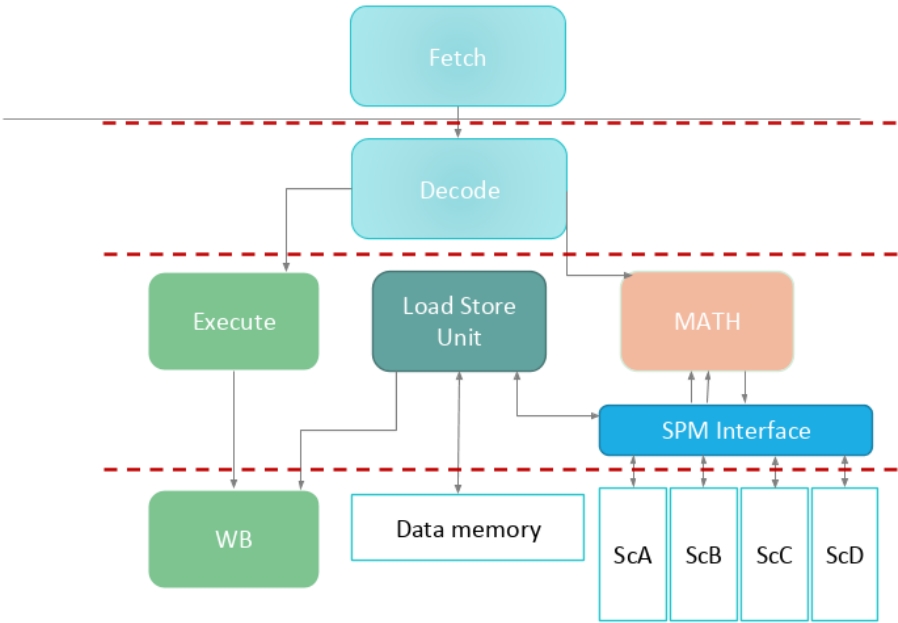 Fetch
Decode
Execute
Load Store
Unit
MATH
SPM Interface
WB
Data memory
ScA
ScB
ScC
ScD